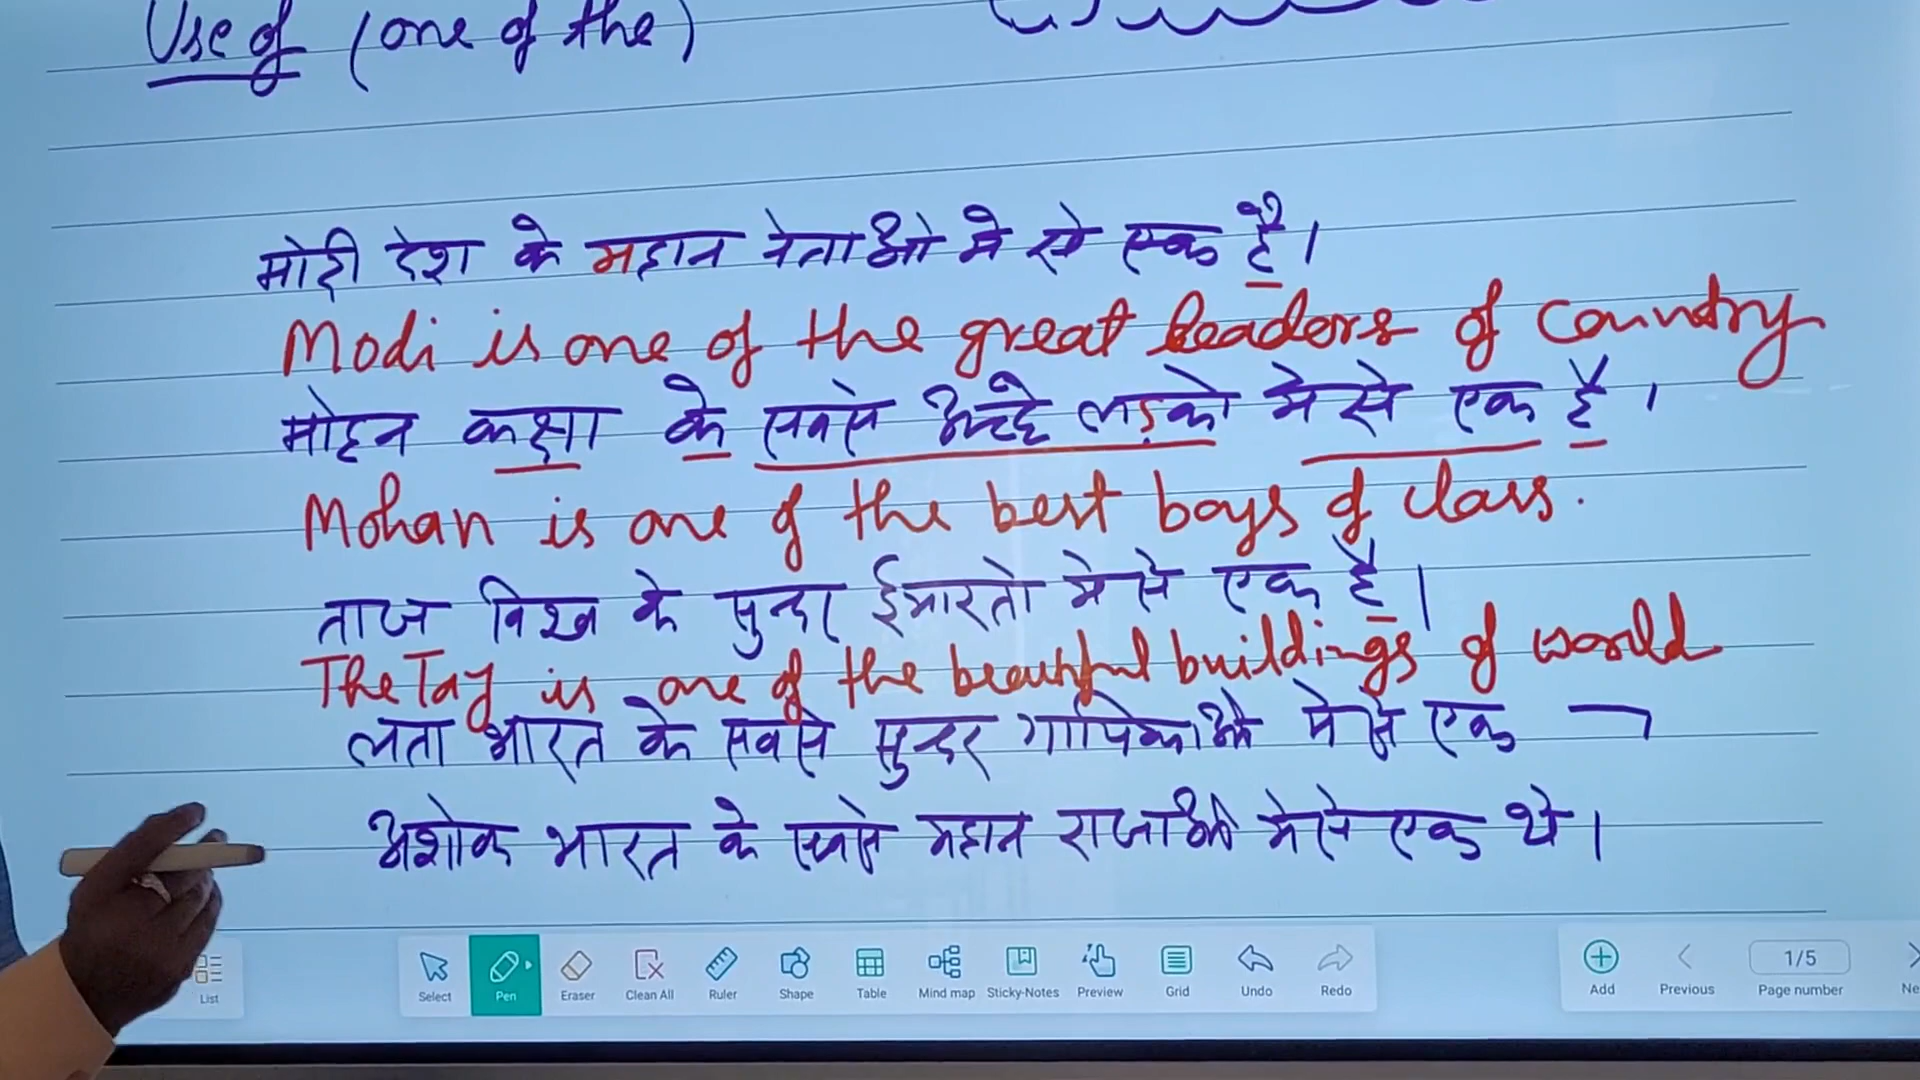 Use of (one of the)
मोदी देश के महान नेताओ मे से एक है।
Modi is one of the great leaders of country
मोहन कक्षा के सबसे अच्छे लड़को मे से एक है।
Mohan is one of the best boys of class.
ताज विश्व के सुन्दर ईमारतो मे से एक है।
The Taj is one of the beautiful buildings of world
लता भारत के सबसे सुन्दर गायिकाओ मे से एक
अशोक भारत के सबसे महान राजाओ मे से एक थे।
List Select Pen Eraser Clean All Ruler Shape Table Mind map Sticky-Notes Preview Grid Undo Redo Add Previous 1/5 Page number Ne